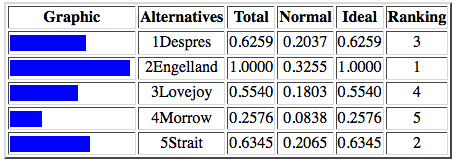 Graphic Alternatives Total Normal Ideal Ranking
1Despres 0.6259 0.2037 0.6259 3
2Engelland 1.0000 0.3255 1.0000 1
3Lovejoy 0.5540 0.1803 0.5540 4
4Morrow 0.2576 0.0838 0.2576 5
5Strait 0.6345 0.2065 0.6345 2